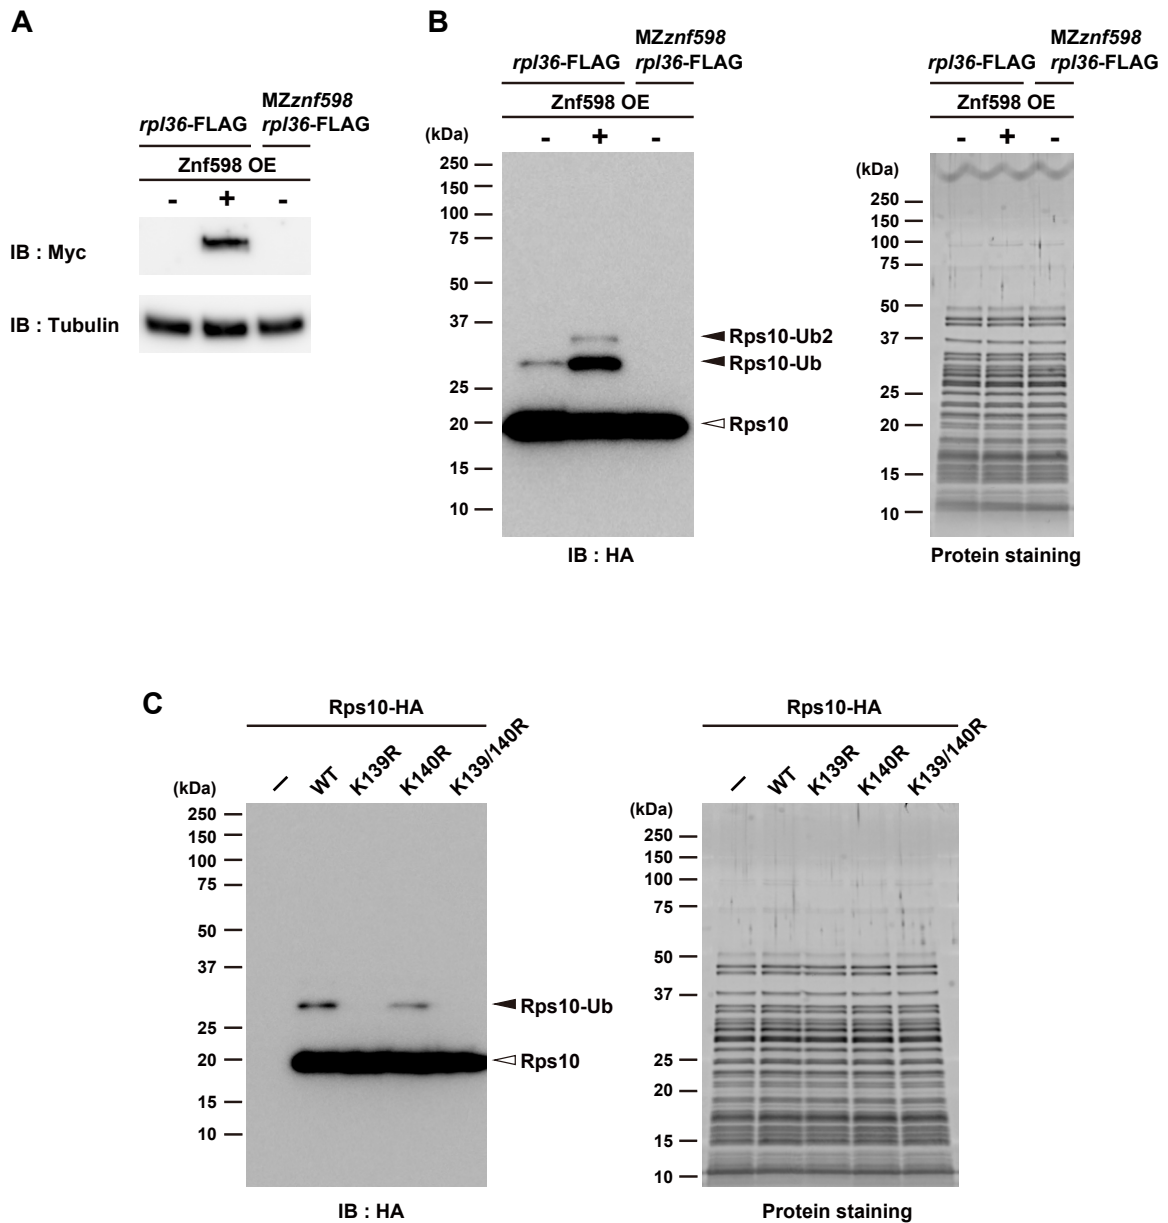 A
rpl36-FLAG
MZznf598
rpl36-FLAG
Znf598 OE
- + -
IB : Myc
IB : Tubulin
B
rpl36-FLAG
MZznf598
rpl36-FLAG
Znf598 OE
(kDa)
- + -
250
150
100
75
50
37
25
20
15
10
Rps10-Ub2
Rps10-Ub
Rps10
IB : HA
rpl36-FLAG
MZznf598
rpl36-FLAG
Znf598 OE
- + -
(kDa)
250
150
100
75
50
37
25
20
15
10
Protein staining
C
Rps10-HA
(kDa)
– WT K139R K140R K139/140R
250
150
100
75
50
37
25
20
15
10
Rps10-Ub
Rps10
IB : HA
Rps10-HA
(kDa)
– WT K139R K140R K139/140R
250
150
100
75
50
37
25
20
15
10
Protein staining